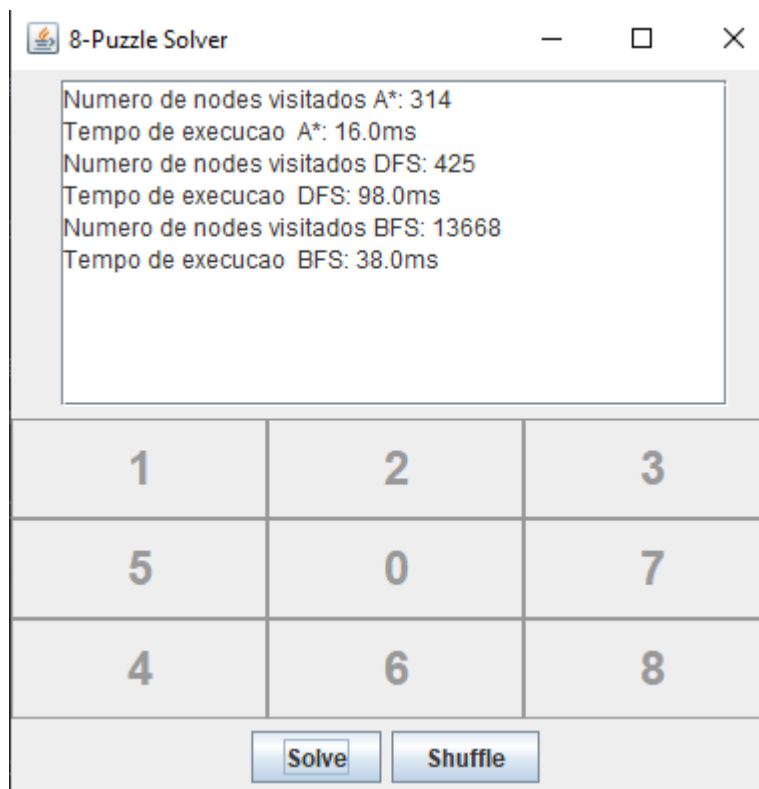 8-Puzzle Solver
Numero de nodes visitados A*: 314
Tempo de execucao  A*: 16.0ms
Numero de nodes visitados DFS: 425
Tempo de execucao  DFS: 98.0ms
Numero de nodes visitados BFS: 13668
Tempo de execucao  BFS: 38.0ms
1 2 3
5 0 7
4 6 8
Solve Shuffle